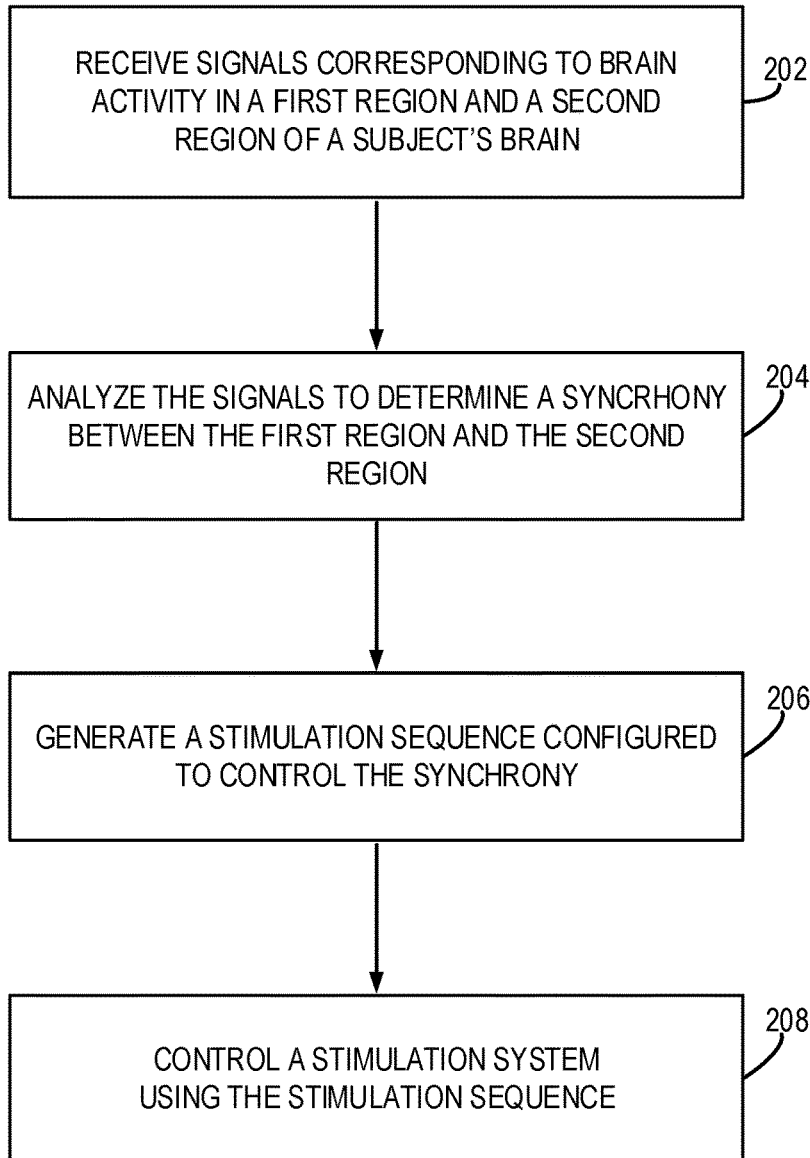 RECEIVE SIGNALS CORRESPONDING TO BRAIN
ACTIVITY IN A FIRST REGION AND A SECOND
REGION OF A SUBJECT'S BRAIN
202
ANALYZE THE SIGNALS TO DETERMINE A SYNCRHONY
BETWEEN THE FIRST REGION AND THE SECOND
REGION
204
GENERATE A STIMULATION SEQUENCE CONFIGURED
TO CONTROL THE SYNCHRONY
206
CONTROL A STIMULATION SYSTEM
USING THE STIMULATION SEQUENCE
208